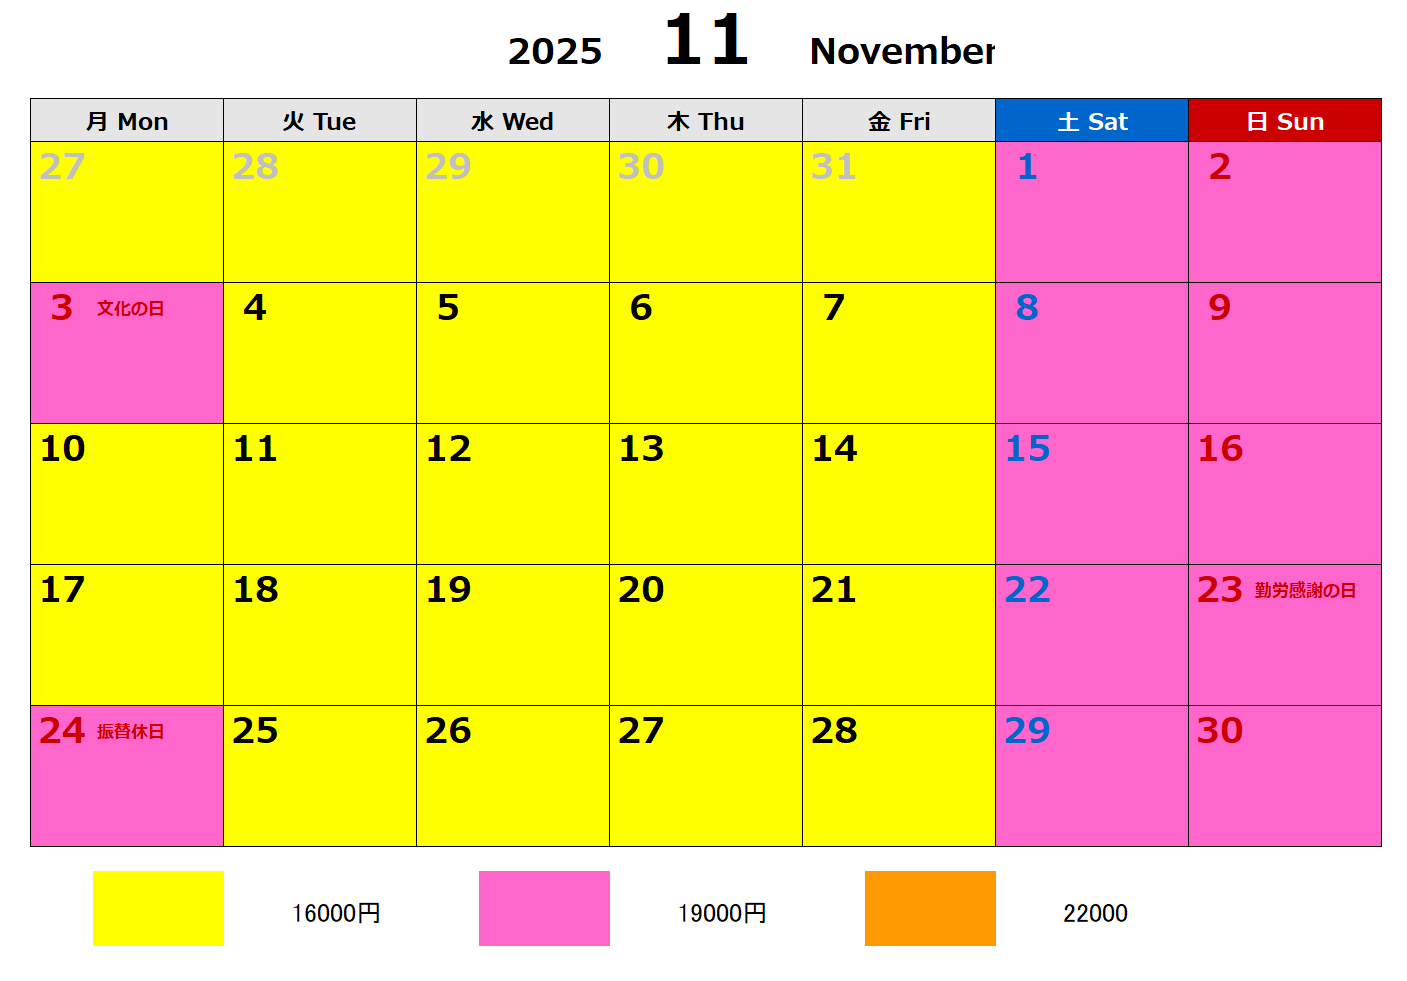 2025 11 November
月 Mon 火 Tue 水 Wed 木 Thu 金 Fri 土 Sat 日 Sun
27 28 29 30 31 1 2
3 文化の日 4 5 6 7 8 9
10 11 12 13 14 15 16
17 18 19 20 21 22 23 勤労感謝の日
24 振替休日 25 26 27 28 29 30
16000円 19000円 22000